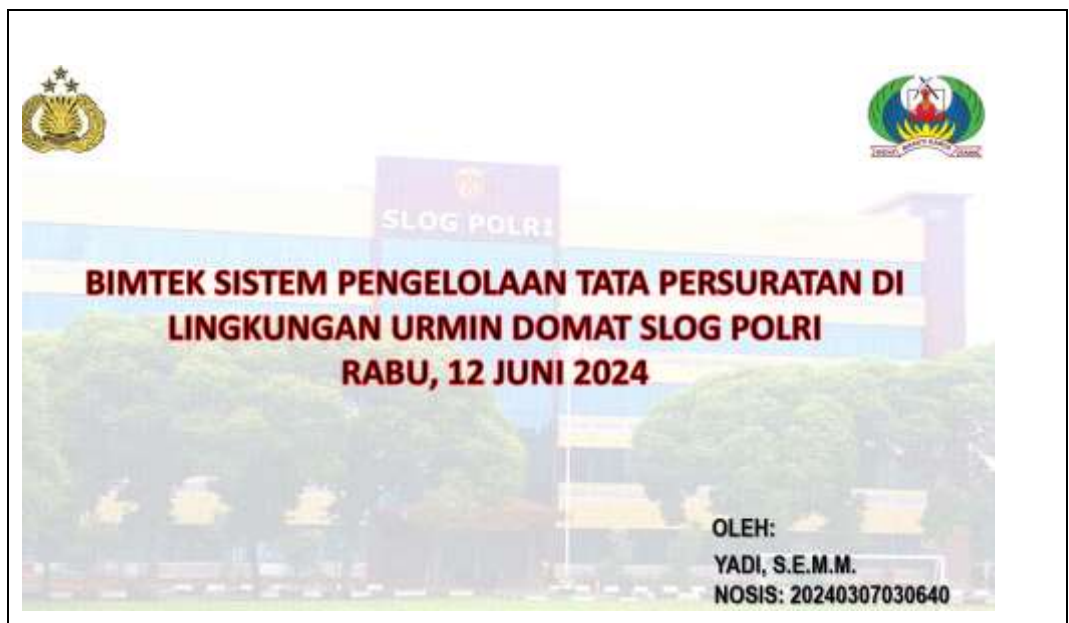 SLOG POLRI
BIMTEK SISTEM PENGELOLAAN TATA PERSURATAN DI
LINGKUNGAN URMIN DOMAT SLOG POLRI
RABU, 12 JUNI 2024
OLEH:
YADI, S.E.M.M.
NOSIS: 20240307030640